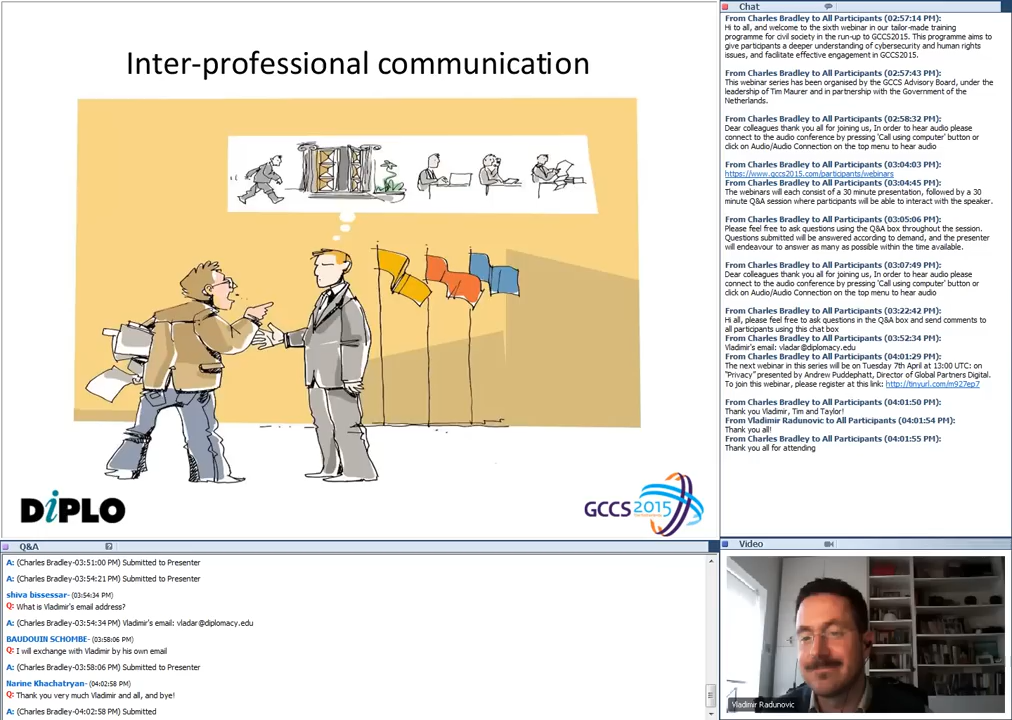 Inter-professional communication
DiPLO
GCCS2015
Chat
From Charles Bradley to All Participants (02:57:14 PM):
Hi to all, and welcome to the sixth webinar in our tailor-made training
programme for civil society in the run-up to GCCS2015. This programme aims to
give participants a deeper understanding of cybersecurity and human rights
issues, and facilitate effective engagement in GCCS2015.
From Charles Bradley to All Participants (02:57:43 PM):
This webinar series has been organised by the GCCS Advisory Board, under the
leadership of Tim Maurer and in partnership with the Government of the
Netherlands.
From Charles Bradley to All Participants (02:58:32 PM):
Dear colleagues thank you all for joining us, In order to hear audio please
connect to the audio conference by pressing 'Call using computer' button or
click on Audio/Audio Connection on the top menu to hear audio
From Charles Bradley to All Participants (03:04:03 PM):
https://www.gccs2015.com/participants/webinars
From Charles Bradley to All Participants (03:04:45 PM):
The webinars will each consist of a 30 minute presentation, followed by a 30
minute Q&A session where participants will be able to interact with the speaker.
From Charles Bradley to All Participants (03:05:06 PM):
Please feel free to ask questions using the Q&A box throughout the session.
Questions submitted will be answered according to demand, and the presenter
will endeavour to answer as many as possible within the time available.
From Charles Bradley to All Participants (03:07:49 PM):
Dear colleagues thank you all for joining us, In order to hear audio please
connect to the audio conference by pressing 'Call using computer' button or
click on Audio/Audio Connection on the top menu to hear audio
From Charles Bradley to All Participants (03:22:42 PM):
Hi all, please feel free to ask questions in the Q&A box and send comments to
all participants using this chat box
From Charles Bradley to All Participants (03:52:34 PM):
Vladimir's email: vladar@diplomacy.edu
From Charles Bradley to All Participants (04:01:29 PM):
The next webinar in this series will be on Tuesday 7th April at 13:00 UTC: on
"Privacy" presented by Andrew Puddephatt, Director of Global Partners Digital.
To join this webinar, please register at this link: http://tinyurl.com/m927ep7
From Charles Bradley to All Participants (04:01:50 PM):
Thank you Vladimir, Tim and Taylor!
From Vladimir Radunovic to All Participants (04:01:54 PM):
Thank you all!
From Charles Bradley to All Participants (04:01:55 PM):
Thank you all for attending
Q&A
A: (Charles Bradley-03:51:00 PM) Submitted to Presenter
A: (Charles Bradley-03:54:21 PM) Submitted to Presenter
shiva bissessar- (03:54:34 PM)
Q: What is Vladimir's email address?
A: (Charles Bradley-03:54:34 PM) Vladimir's email: vladar@diplomacy.edu
BAUDOUIN SCHOMBE- (03:58:06 PM)
Q: I will exchange with Vladimir by his own email
A: (Charles Bradley-03:58:06 PM) Submitted to Presenter
Narine Khachatryan- (04:02:58 PM)
Q: Thank you very much Vladimir and all, and bye!
A: (Charles Bradley-04:02:58 PM) Submitted
Video
Vladimir Radunovic